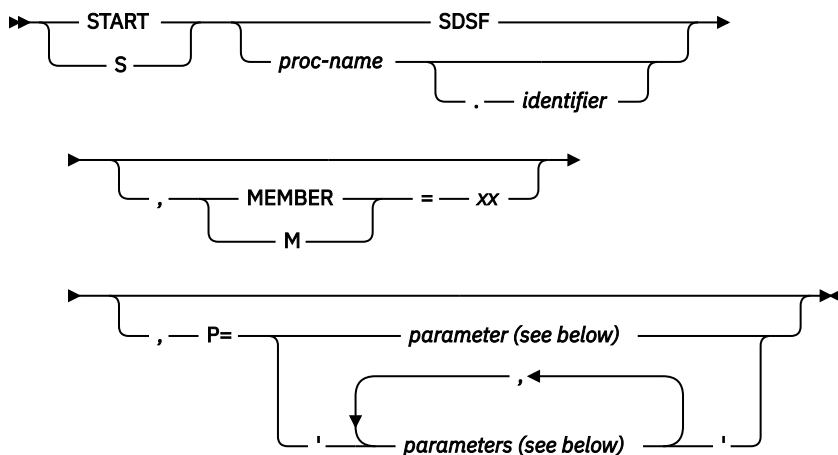 START SDSF
S proc-name
. identifier
, MEMBER = xx
M
, P= parameter (see below)
,
' parameters (see below) '